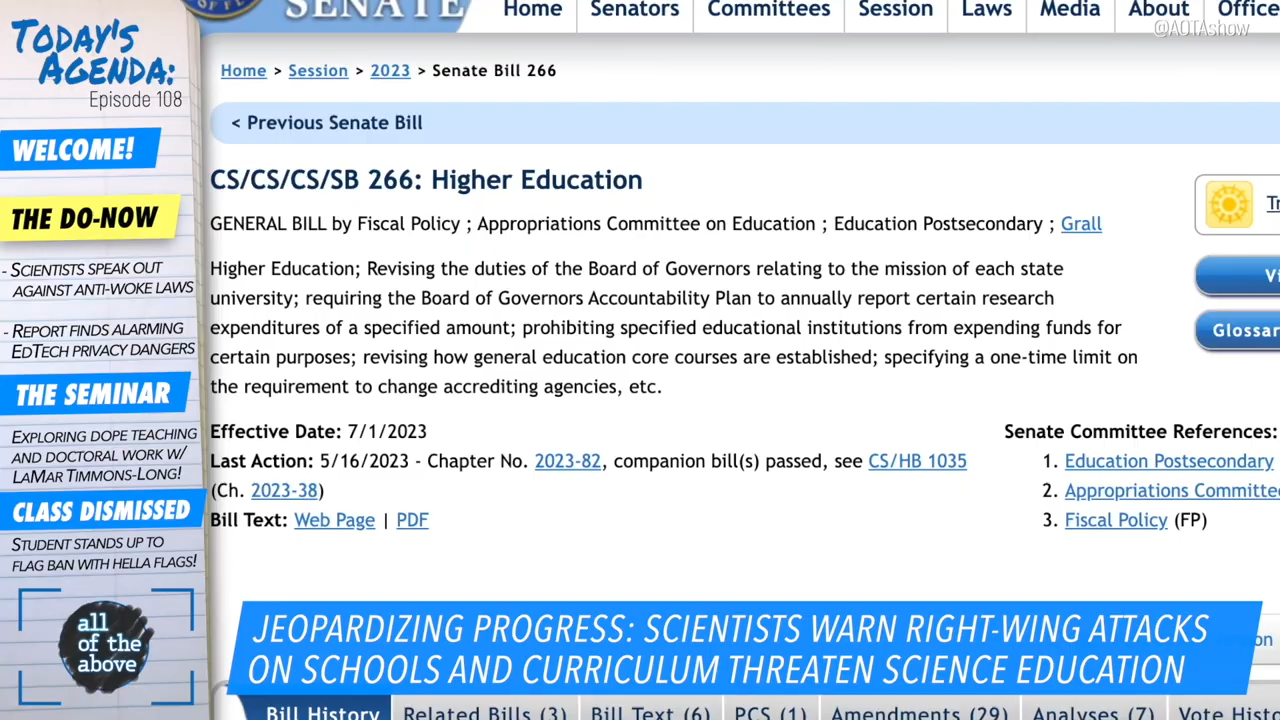 TODAY'S
AGENDA:
Episode 108
WELCOME!
THE DO-NOW
- SCIENTISTS SPEAK OUT
AGAINST ANTI-WOKE LAWS
- REPORT FINDS ALARMING
EDTECH PRIVACY DANGERS
THE SEMINAR
EXPLORING DOPE TEACHING
AND DOCTORAL WORK W/
LAMAR TIMMONS-LONG!
CLASS DISMISSED
STUDENT STANDS UP TO
FLAG BAN WITH HELLA FLAGS!
all
of the
above
SENATE
Home Senators Committees Session Laws Media About Office
@AOTAshow
Home > Session > 2023 > Senate Bill 266
< Previous Senate Bill
CS/CS/CS/SB 266: Higher Education
GENERAL BILL by Fiscal Policy ; Appropriations Committee on Education ; Education Postsecondary ; Grall
Higher Education; Revising the duties of the Board of Governors relating to the mission of each state
university; requiring the Board of Governors Accountability Plan to annually report certain research
expenditures of a specified amount; prohibiting specified educational institutions from expending funds for
certain purposes; revising how general education core courses are established; specifying a one-time limit on
the requirement to change accrediting agencies, etc.
Effective Date: 7/1/2023
Last Action: 5/16/2023 - Chapter No. 2023-82, companion bill(s) passed, see CS/HB 1035
(Ch. 2023-38)
Bill Text: Web Page | PDF
Senate Committee References:
1. Education Postsecondary
2. Appropriations Committee
3. Fiscal Policy (FP)
Glossar
JEOPARDIZING PROGRESS: SCIENTISTS WARN RIGHT-WING ATTACKS
ON SCHOOLS AND CURRICULUM THREATEN SCIENCE EDUCATION
Bill History Related Bills (3) Bill Text (6) PCS (1) Amendments (29) Analyses (7) Vote Histo